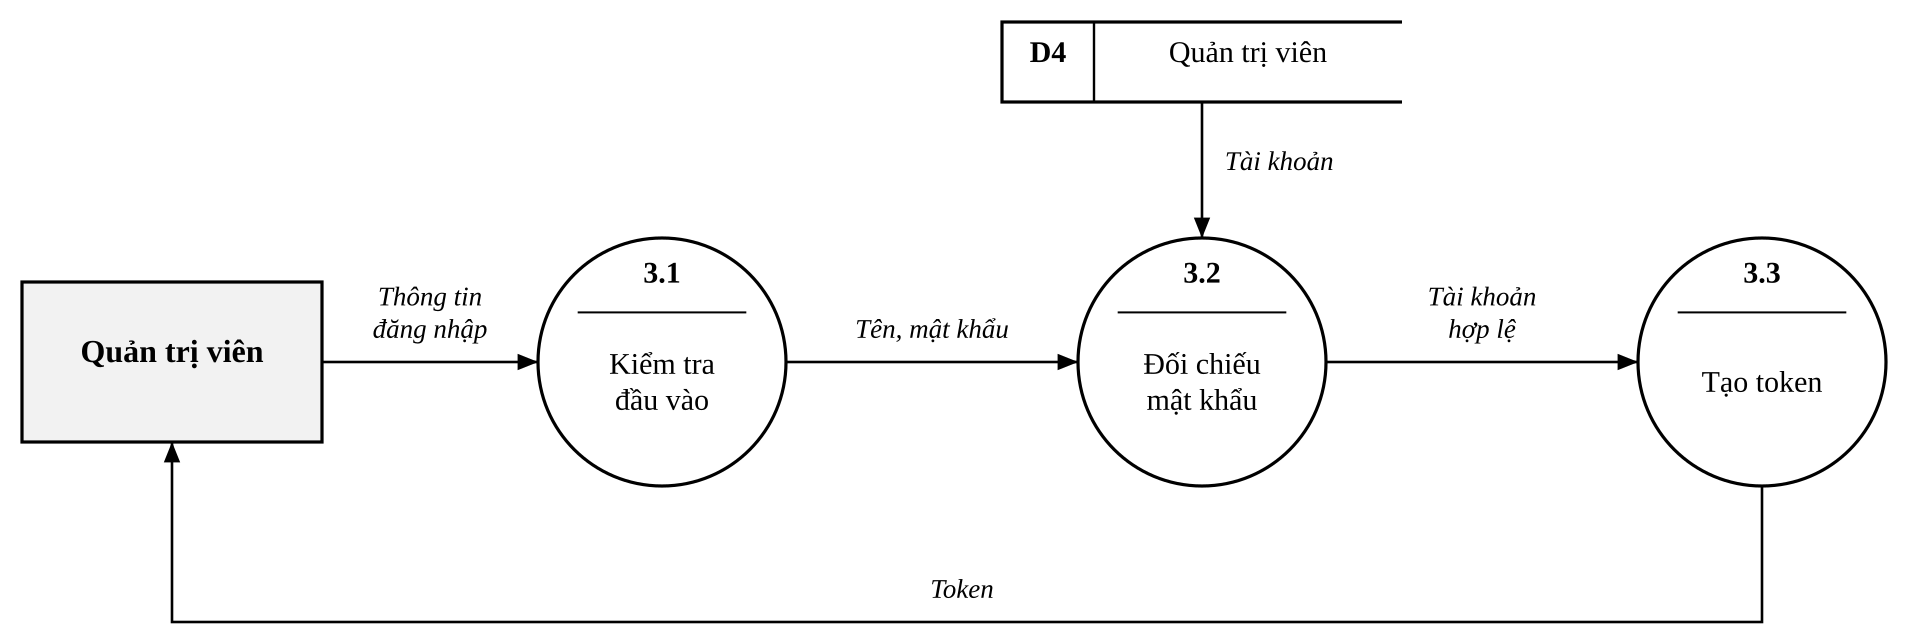 D4
Quản trị viên
Tài khoản
Quản trị viên
Thông tin
đăng nhập
3.1
Kiểm tra
đầu vào
Tên, mật khẩu
3.2
Đối chiếu
mật khẩu
Tài khoản
hợp lệ
3.3
Tạo token
Token